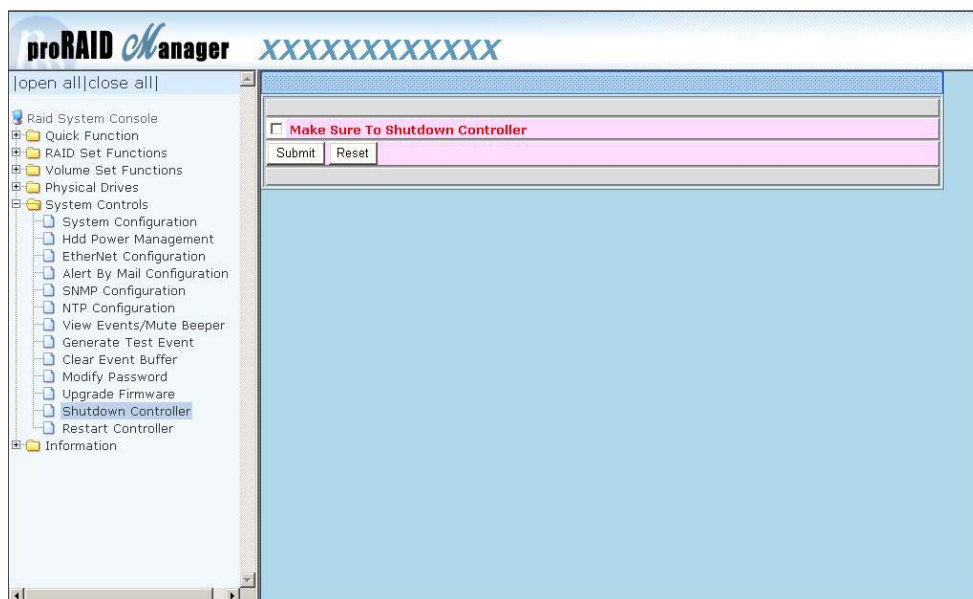 proRAID Manager XXXXXXXXXXXX
|open all|close all|
Raid System Console
Quick Function
RAID Set Functions
Volume Set Functions
Physical Drives
System Controls
System Configuration
Hdd Power Management
EtherNet Configuration
Alert By Mail Configuration
SNMP Configuration
NTP Configuration
View Events/Mute Beeper
Generate Test Event
Clear Event Buffer
Modify Password
Upgrade Firmware
Shutdown Controller
Restart Controller
Information
Make Sure To Shutdown Controller
Submit Reset